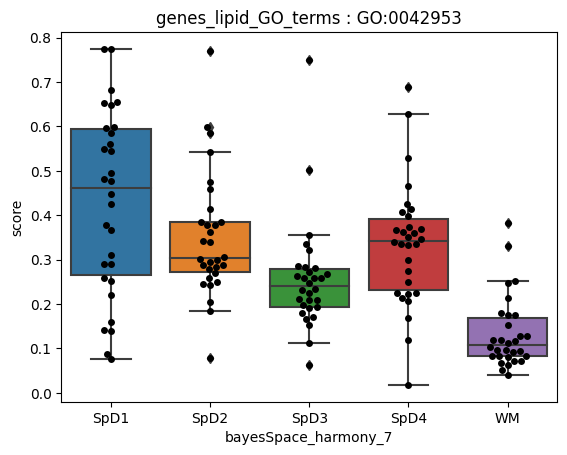 genes_lipid_GO_terms : GO:0042953
0.8
0.7
0.6
0.5
0.4
0.3
0.2
0.1
0.0
score
SpD1 SpD2 SpD3 SpD4 WM
bayesSpace_harmony_7